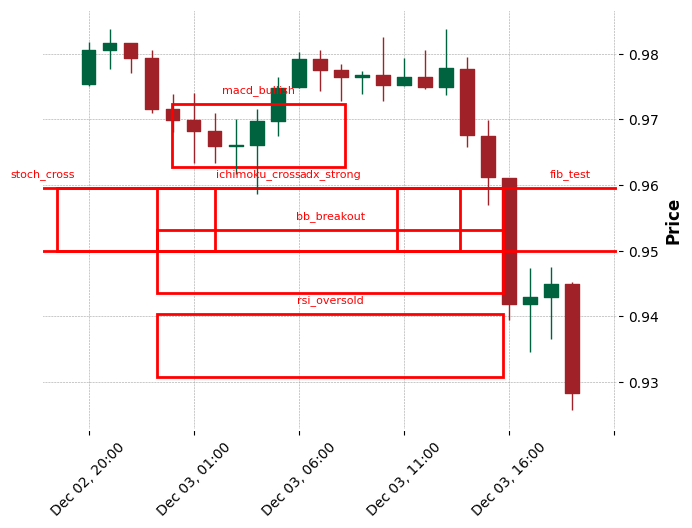 0.98
macd_bullish
0.97
stoch_cross ichimoku_cross adx_strong fib_test
0.96
bb_breakout
Price
0.95
rsi_oversold
0.94
0.93
Dec 02, 20:00 Dec 03, 01:00 Dec 03, 06:00 Dec 03, 11:00 Dec 03, 16:00